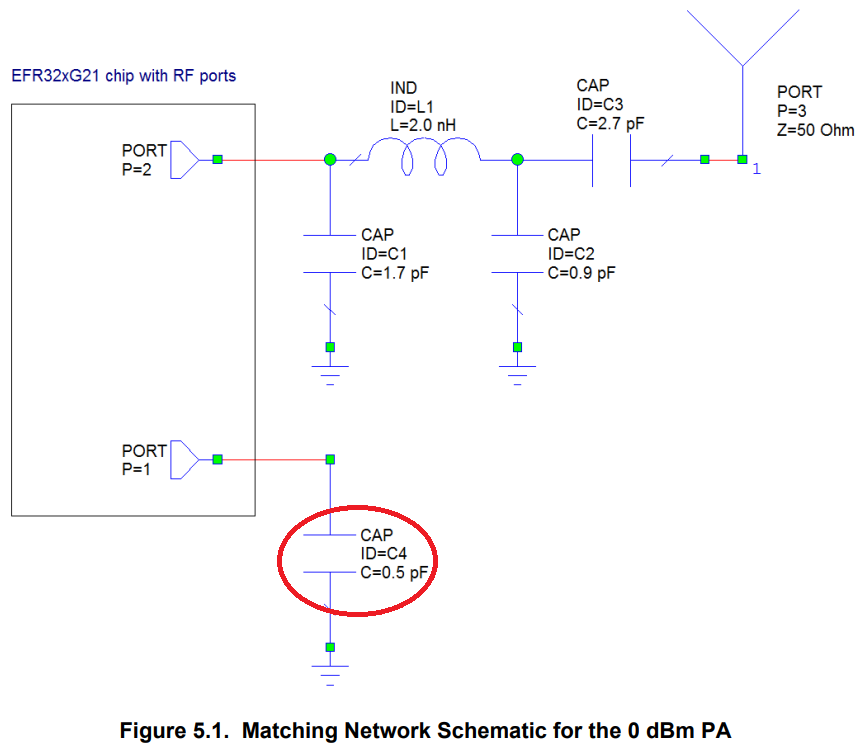 EFR32xG21 chip with RF ports
PORT
P=2
IND
ID=L1
L=2.0 nH
CAP
ID=C3
C=2.7 pF
PORT
P=3
Z=50 Ohm
1
CAP
ID=C1
C=1.7 pF
CAP
ID=C2
C=0.9 pF
PORT
P=1
CAP
ID=C4
C=0.5 pF
Figure 5.1. Matching Network Schematic for the 0 dBm PA